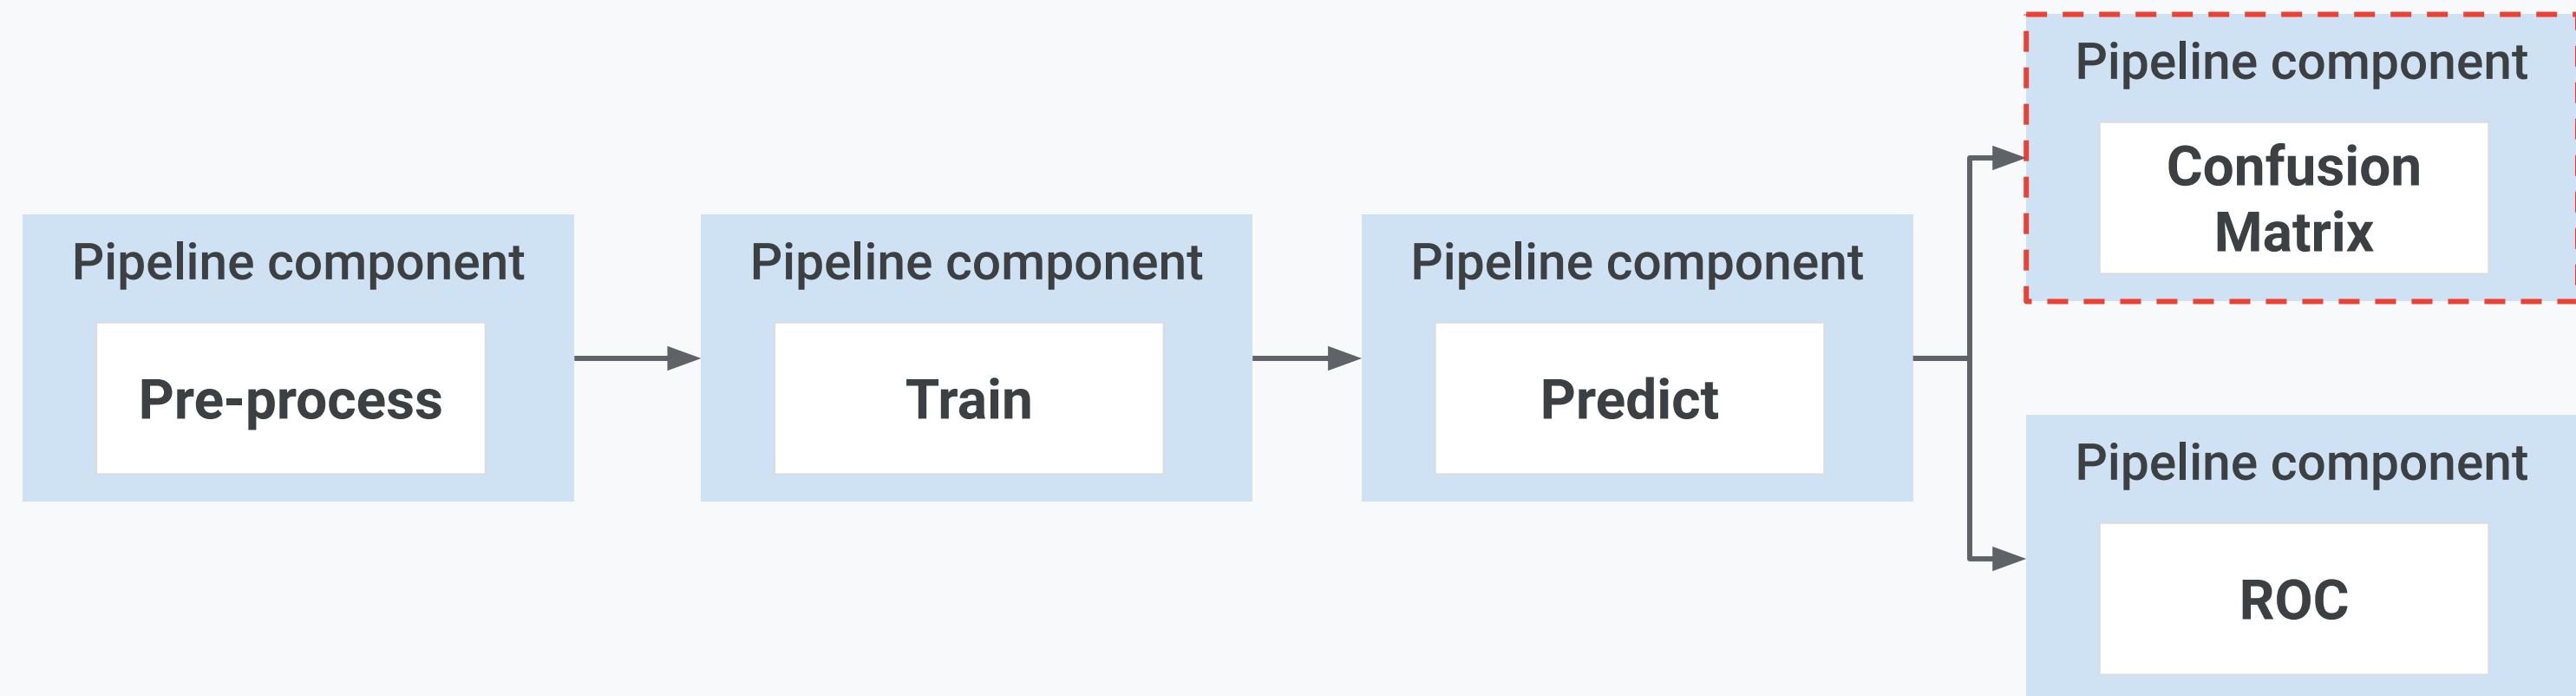 Pipeline component
Pre-process
Pipeline component
Train
Pipeline component
Predict
Pipeline component
Confusion
Matrix
Pipeline component
ROC